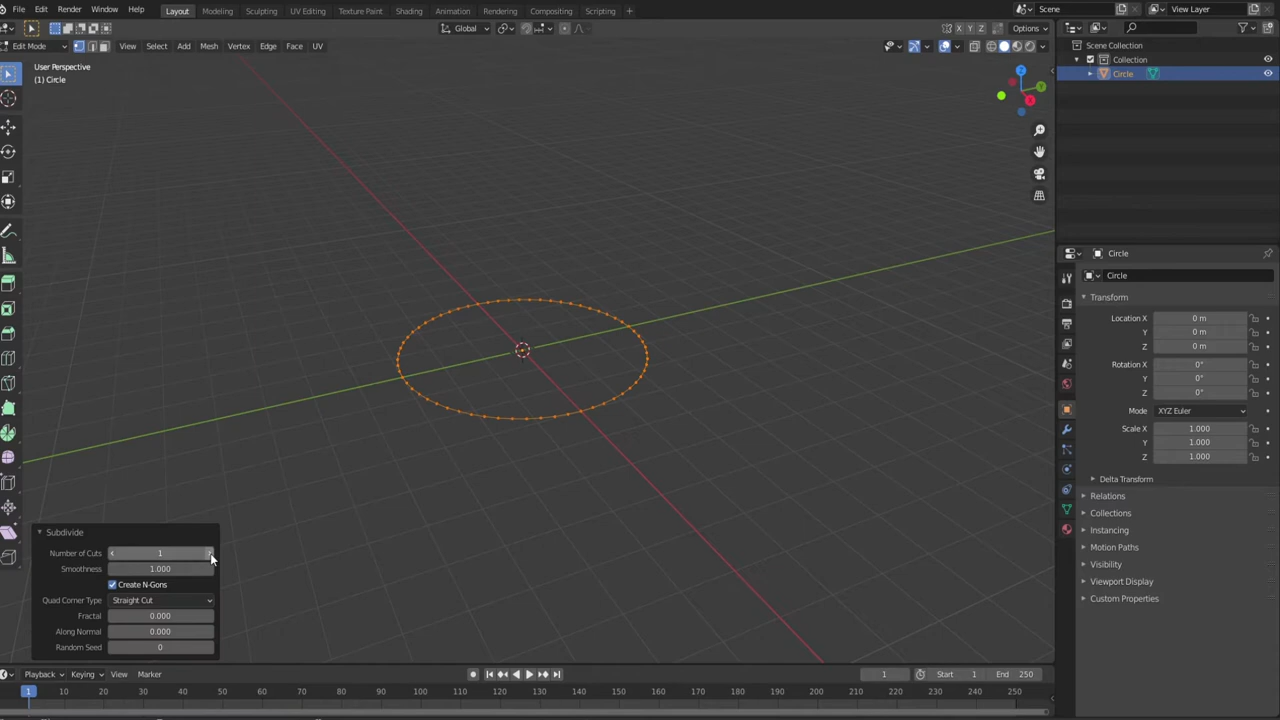 File Edit Render Window Help Layout Modeling Sculpting UV Editing Texture Paint Shading Animation Rendering Compositing Scripting + Scene View Layer
Global Options
Edit Mode View Select Add Mesh Vertex Edge Face UV X Y Z
User Perspective
(1) Circle
Z
Y
X
Scene Collection
Collection
Circle
Circle
Circle
Transform
Location X 0 m
Y 0 m
Z 0 m
Rotation X 0°
Y 0°
Z 0°
Mode XYZ Euler
Scale X 1.000
Y 1.000
Z 1.000
Delta Transform
Relations
Collections
Instancing
Motion Paths
Visibility
Viewport Display
Custom Properties
Subdivide
Number of Cuts 1
Smoothness 1.000
Create N-Gons
Quad Corner Type Straight Cut
Fractal 0.000
Along Normal 0.000
Random Seed 0
Playback Keying View Marker 1 Start 1 End 250
1 10 20 30 40 50 60 70 80 90 100 110 120 130 140 150 160 170 180 190 200 210 220 230 240 250